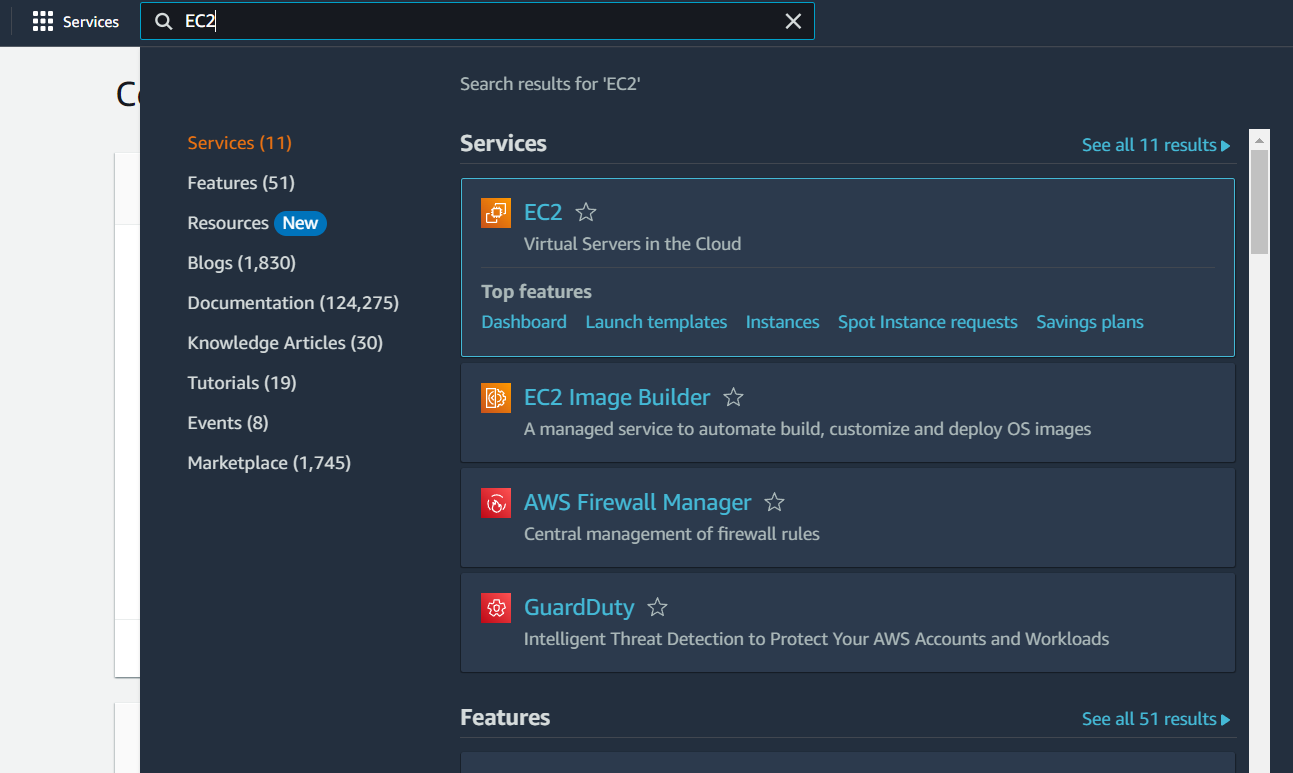 Services
EC2
Search results for 'EC2'
Services (11)
Features (51)
Resources New
Blogs (1,830)
Documentation (124,275)
Knowledge Articles (30)
Tutorials (19)
Events (8)
Marketplace (1,745)
Services
See all 11 results
EC2
Virtual Servers in the Cloud
Top features
Dashboard Launch templates Instances Spot Instance requests Savings plans
EC2 Image Builder
A managed service to automate build, customize and deploy OS images
AWS Firewall Manager
Central management of firewall rules
GuardDuty
Intelligent Threat Detection to Protect Your AWS Accounts and Workloads
Features
See all 51 results